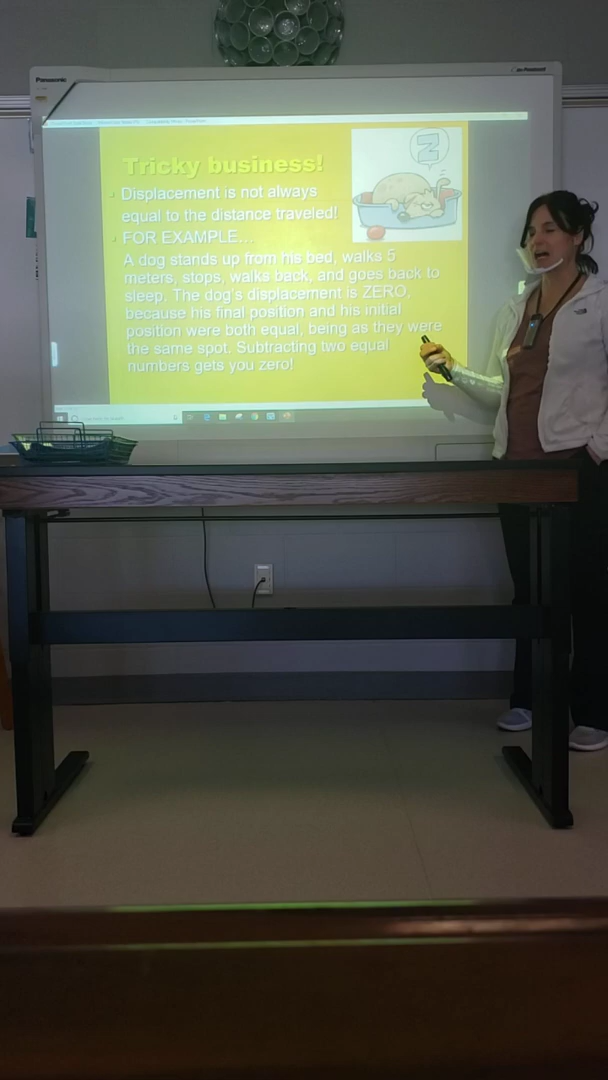 Panasonic
Tricky business!
Displacement is not always
equal to the distance traveled!
FOR EXAMPLE...
A dog stands up from his bed, walks 5
meters, stops, walks back, and goes back to
sleep. The dog's displacement is ZERO,
because his final position and his initial
position were both equal, being as they were
the same spot. Subtracting two equal
numbers gets you zero!
Z